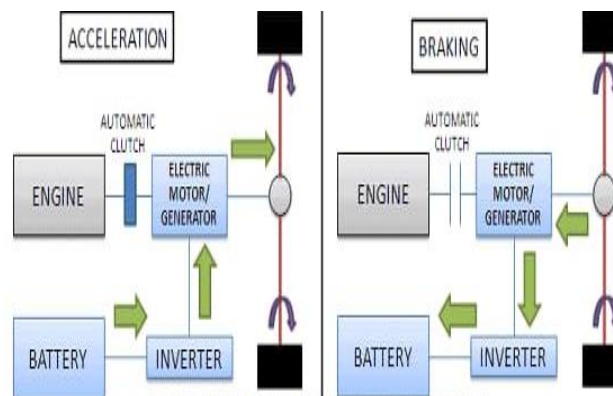 ACCELERATION
AUTOMATIC
CLUTCH
ENGINE
ELECTRIC
MOTOR/
GENERATOR
BATTERY
INVERTER
BRAKING
AUTOMATIC
CLUTCH
ENGINE
ELECTRIC
MOTOR/
GENERATOR
BATTERY
INVERTER